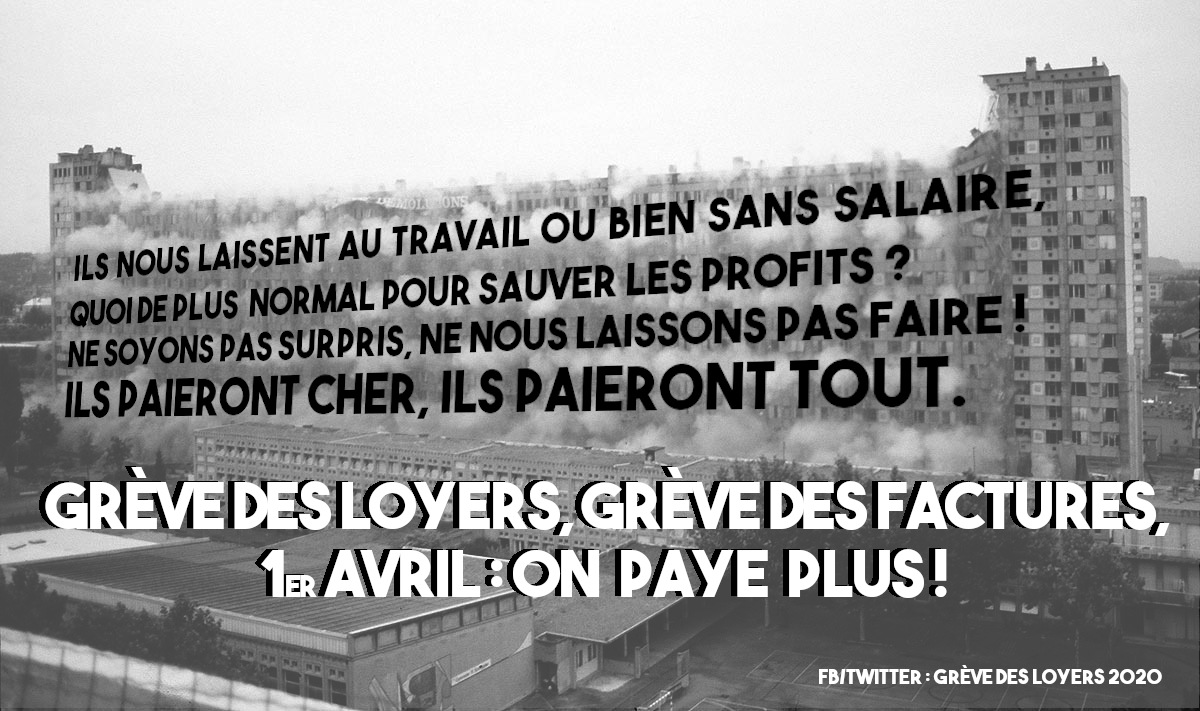 ILS NOUS LAISSENT AU TRAVAIL OU BIEN SANS SALAIRE,
QUOI DE PLUS NORMAL POUR SAUVER LES PROFITS ?
NE SOYONS PAS SURPRIS, NE NOUS LAISSONS PAS FAIRE !
ILS PAIERONT CHER, ILS PAIERONT TOUT.
GRÈVE DES LOYERS, GRÈVE DES FACTURES,
1ER AVRIL : ON PAYE PLUS !
FB/TWITTER : GRÈVE DES LOYERS 2020